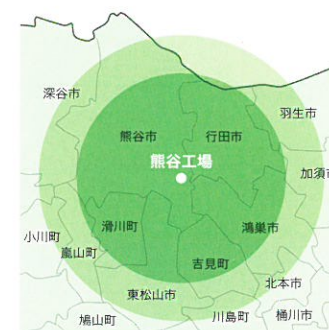 深谷市
羽生市
熊谷市
行田市
熊谷工場
加須市
滑川町
鴻巣市
小川町
嵐山町
吉見町
北本市
東松山市
川島町
桶川市
鳩山町